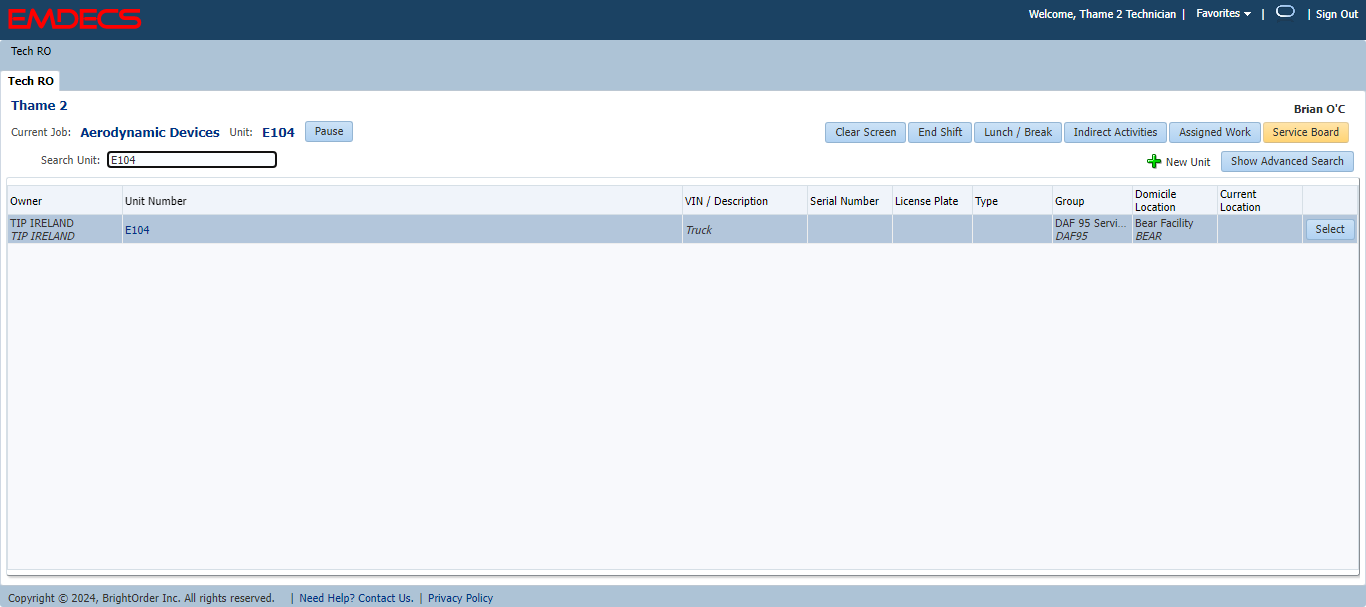 EMDECS
Welcome, Thame 2 Technician | Favorites | | Sign Out
Tech RO
Tech RO
Thame 2
Brian O'C
Current Job: Aerodynamic Devices Unit: E104 Pause
Clear Screen End Shift Lunch / Break Indirect Activities Assigned Work Service Board
Search Unit: E104
New Unit Show Advanced Search
Owner Unit Number VIN / Description Serial Number License Plate Type Group Domicile Location Current Location
TIP IRELAND E104 Truck DAF 95 Servi... Bear Facility Select
TIP IRELAND DAF95 BEAR
Copyright © 2024, BrightOrder Inc. All rights reserved. | Need Help? Contact Us. | Privacy Policy